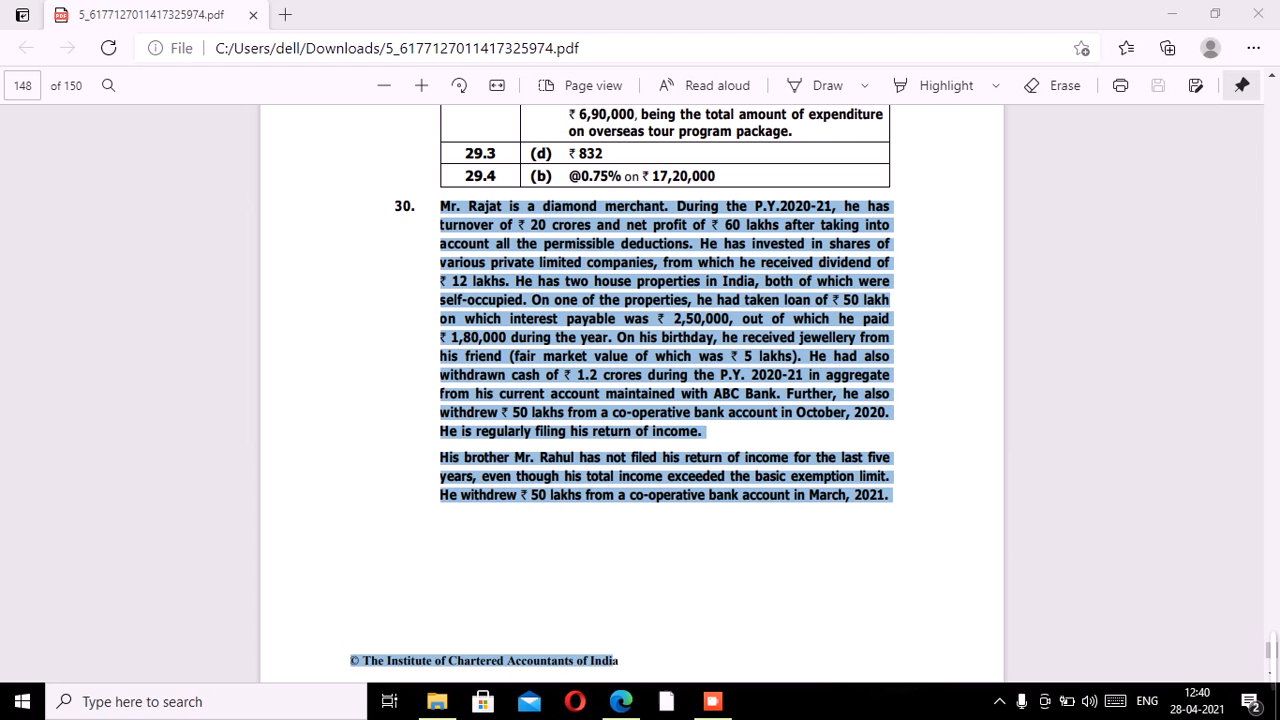 5_6177127011417325974.pdf
File
C:/Users/dell/Downloads/5_6177127011417325974.pdf
148 of 150
Page view
Read aloud
Draw
Highlight
Erase
₹ 6,90,000, being the total amount of expenditure
on overseas tour program package.
29.3 (d) ₹ 832
29.4 (b) @0.75% on ₹ 17,20,000
30. Mr. Rajat is a diamond merchant. During the P.Y.2020-21, he has
turnover of ₹ 20 crores and net profit of ₹ 60 lakhs after taking into
account all the permissible deductions. He has invested in shares of
various private limited companies, from which he received dividend of
₹ 12 lakhs. He has two house properties in India, both of which were
self-occupied. On one of the properties, he had taken loan of ₹ 50 lakh
on which interest payable was ₹ 2,50,000, out of which he paid
₹ 1,80,000 during the year. On his birthday, he received jewellery from
his friend (fair market value of which was ₹ 5 lakhs). He had also
withdrawn cash of ₹ 1.2 crores during the P.Y. 2020-21 in aggregate
from his current account maintained with ABC Bank. Further, he also
withdrew ₹ 50 lakhs from a co-operative bank account in October, 2020.
He is regularly filing his return of income.
His brother Mr. Rahul has not filed his return of income for the last five
years, even though his total income exceeded the basic exemption limit.
He withdrew ₹ 50 lakhs from a co-operative bank account in March, 2021.
© The Institute of Chartered Accountants of India
Type here to search
ENG
12:40
28-04-2021
2